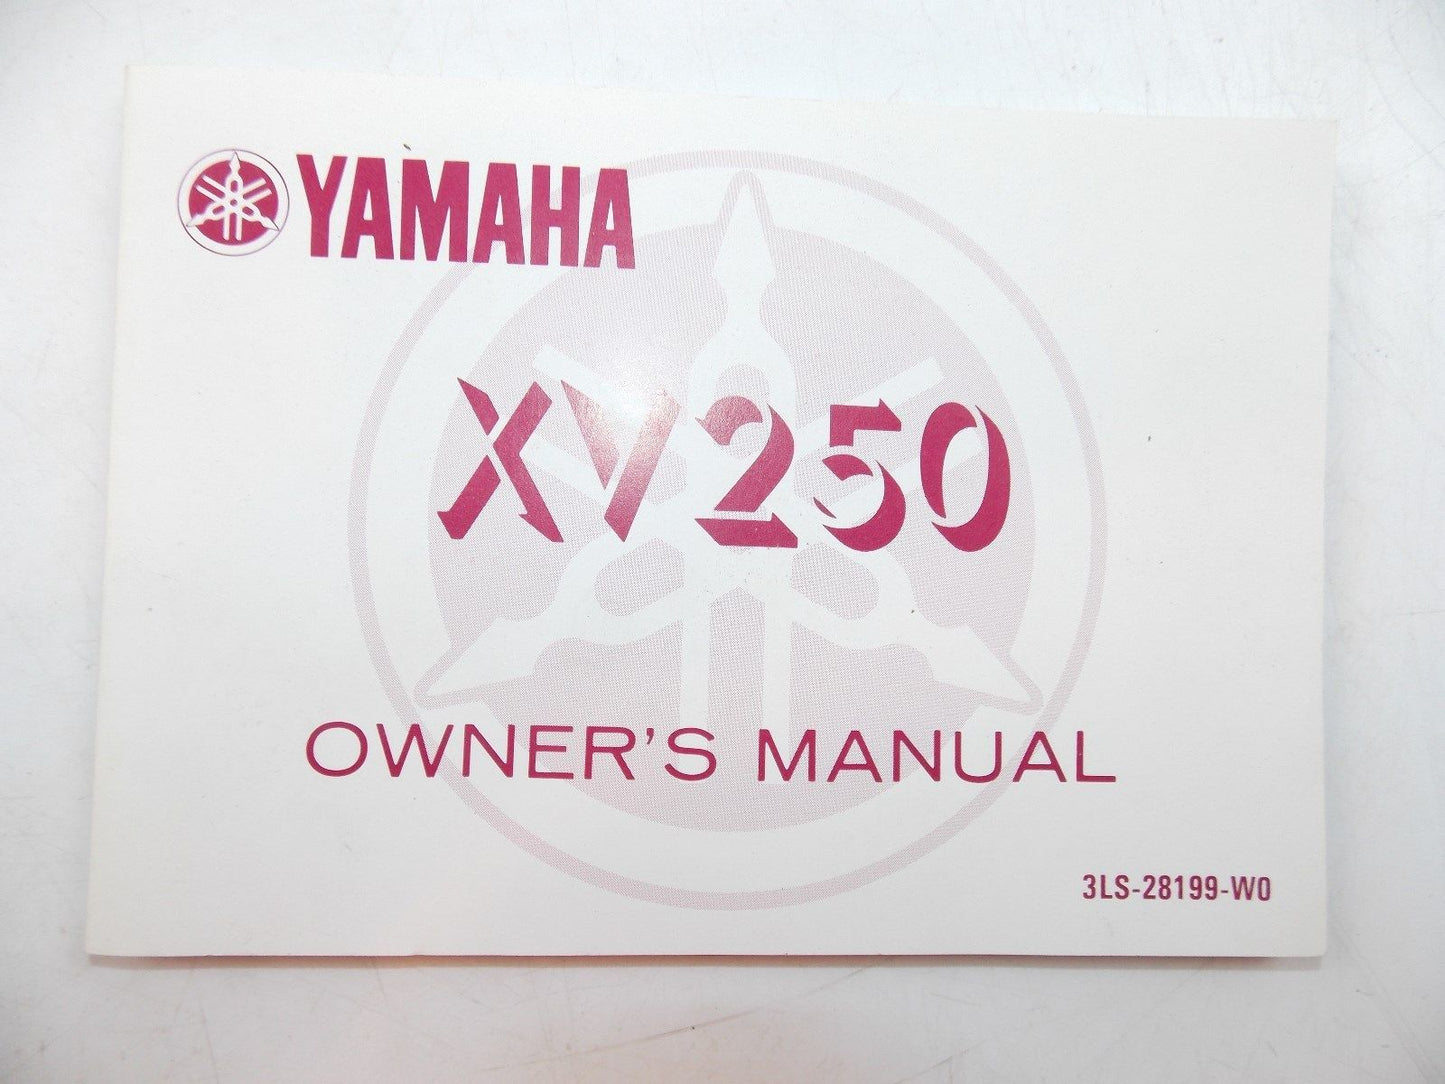 YAMAHA
XV250
OWNER'S MANUAL
3LS-28199-W0